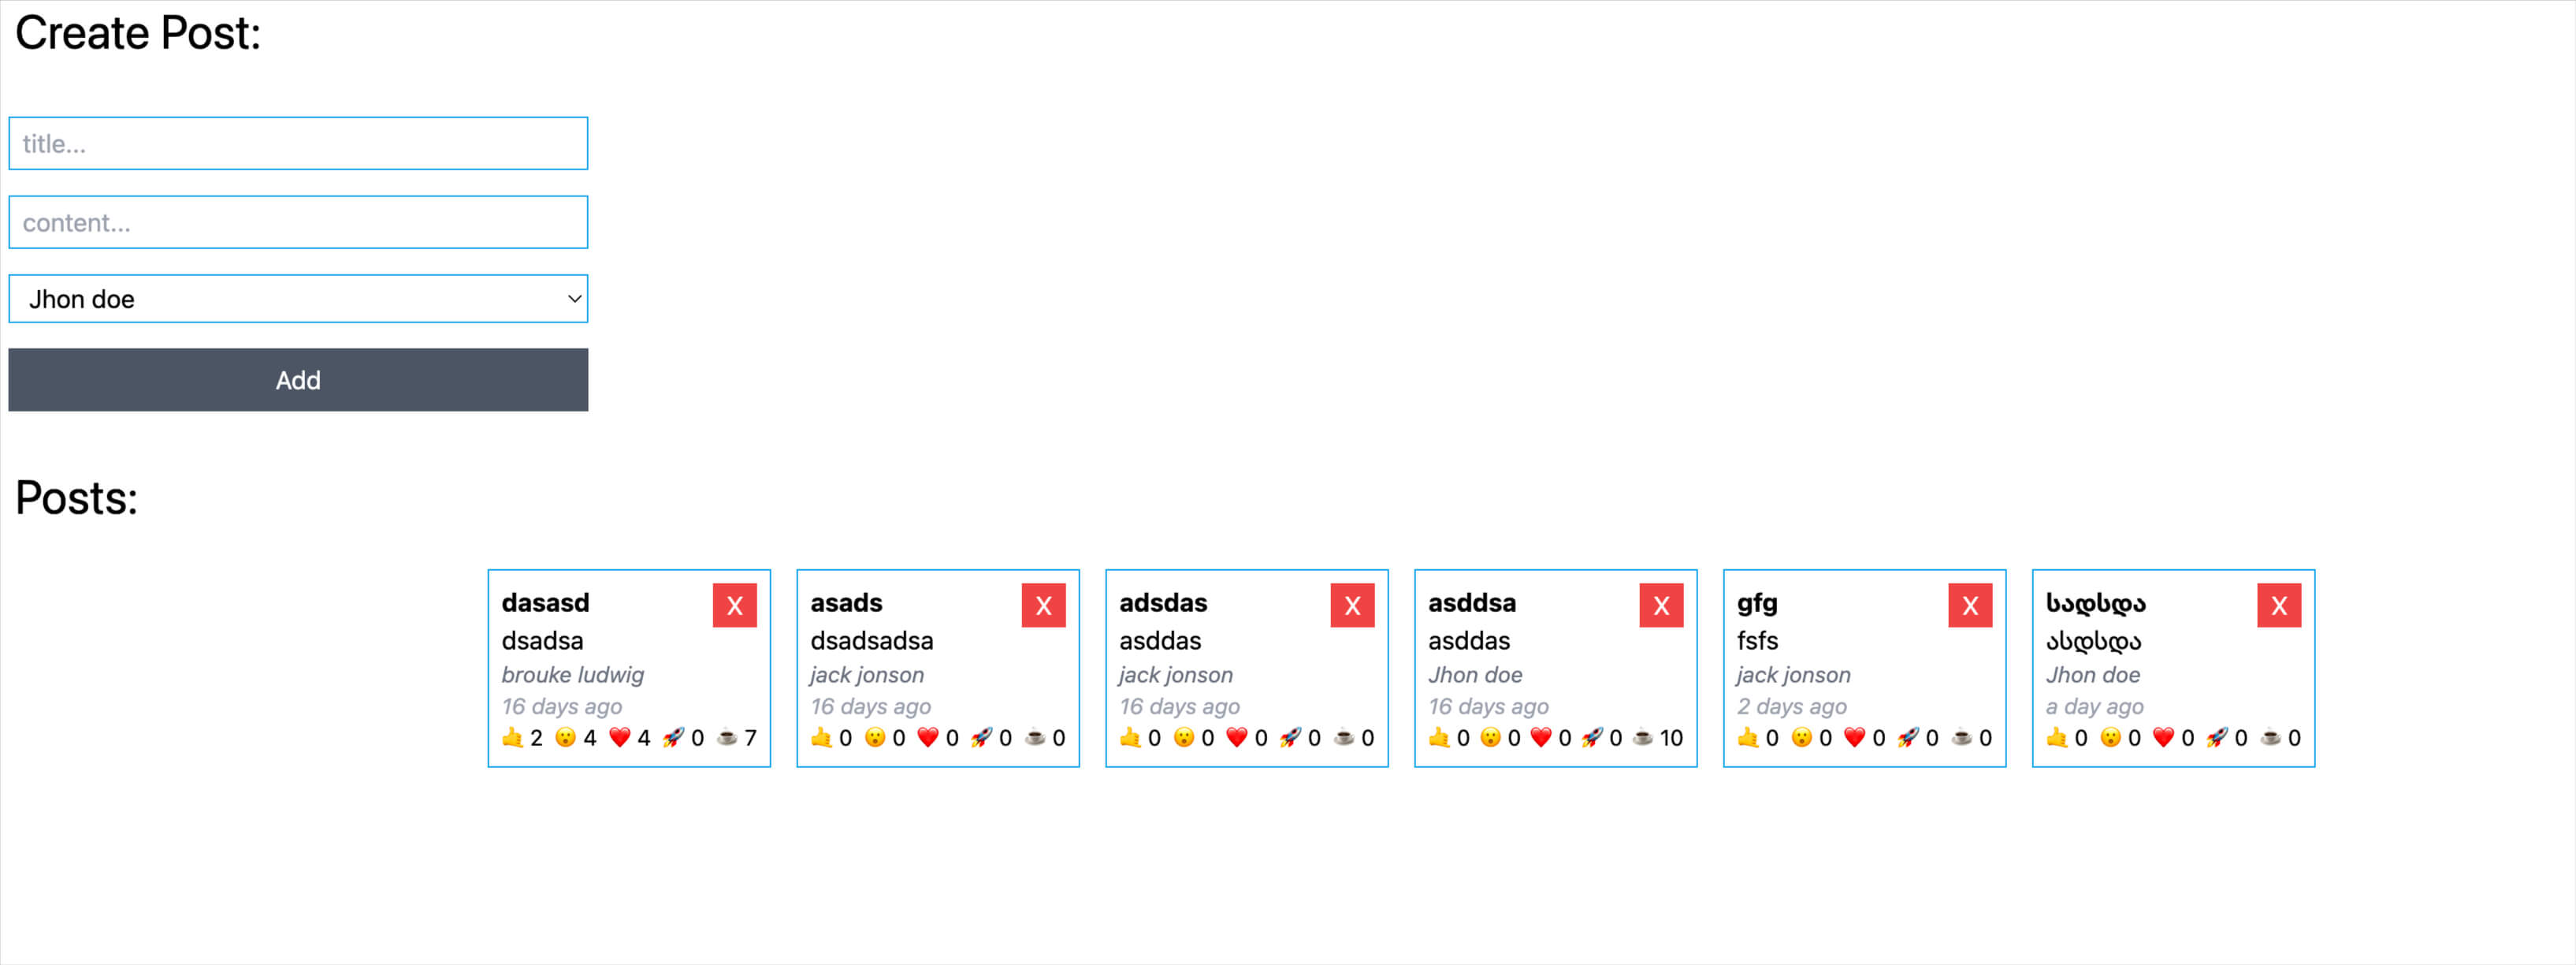 Create Post:
title...
content...
Jhon doe
Add
Posts:
dasasd X
dsadsa
brouke ludwig
16 days ago
🤙 2 😮 4 ❤️ 4 🚀 0 ☕ 7
asads X
dsadsadsa
jack jonson
16 days ago
🤙 0 😮 0 ❤️ 0 🚀 0 ☕ 0
adsdas X
asddas
jack jonson
16 days ago
🤙 0 😮 0 ❤️ 0 🚀 0 ☕ 0
asddsa X
asddas
Jhon doe
16 days ago
🤙 0 😮 0 ❤️ 0 🚀 0 ☕ 10
gfg X
fsfs
jack jonson
2 days ago
🤙 0 😮 0 ❤️ 0 🚀 0 ☕ 0
სადსდა X
ასდსდა
Jhon doe
a day ago
🤙 0 😮 0 ❤️ 0 🚀 0 ☕ 0